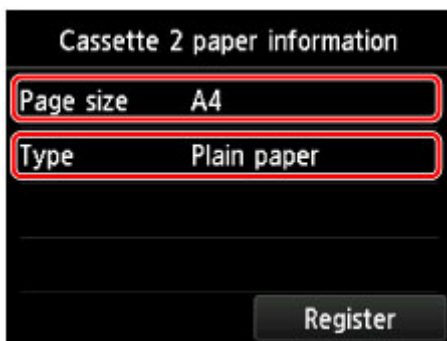 Cassette 2 paper information
Page size A4
Type Plain paper
Register